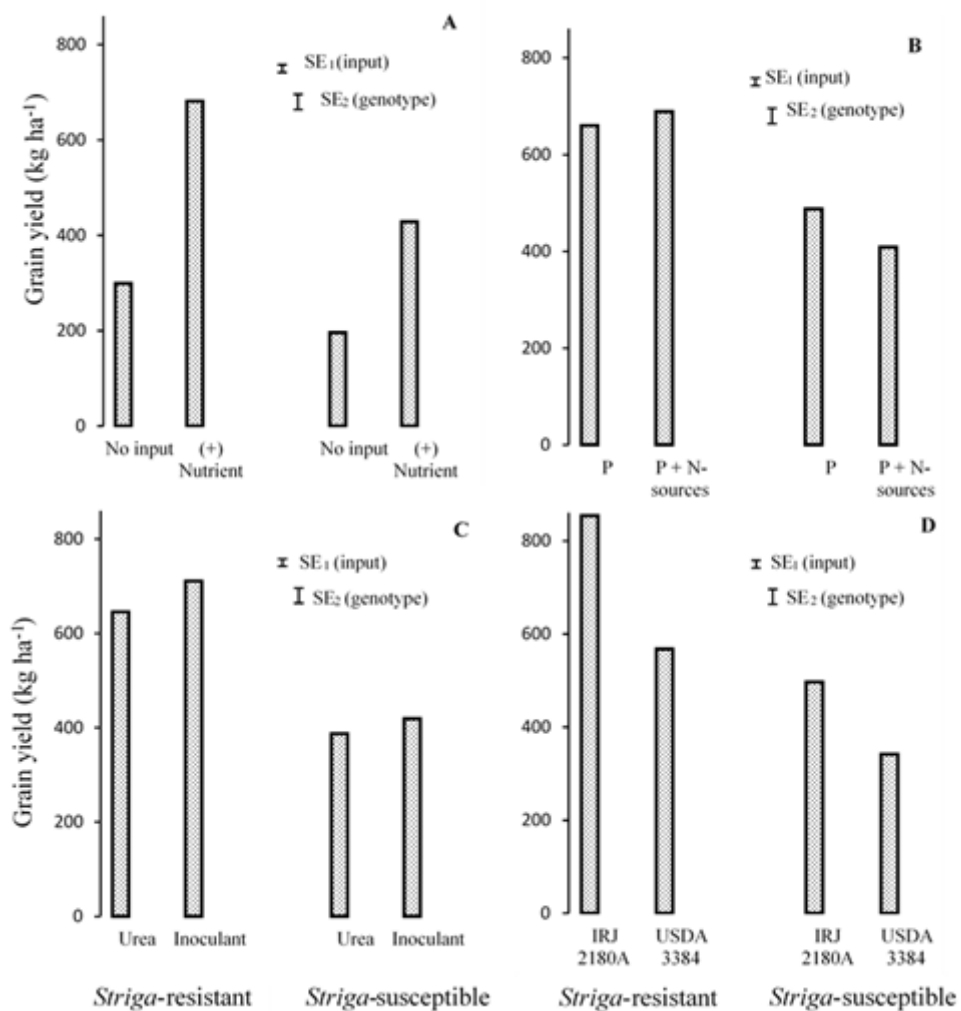 A
800
SE₁ (input)
SE₂ (genotype)
600
400
200
0
Grain yield (kg ha⁻¹)
No input
(+)
Nutrient
No input
(+)
Nutrient
B
800
SE₁ (input)
SE₂ (genotype)
600
400
200
0
P
P + N-
sources
P
P + N-
sources
C
800
SE₁ (input)
SE₂ (genotype)
600
400
200
0
Grain yield (kg ha⁻¹)
Urea
Inoculant
Urea
Inoculant
Striga-resistant
Striga-susceptible
D
800
SE₁ (input)
SE₂ (genotype)
600
400
200
0
IRJ
2180A
USDA
3384
IRJ
2180A
USDA
3384
Striga-resistant
Striga-susceptible